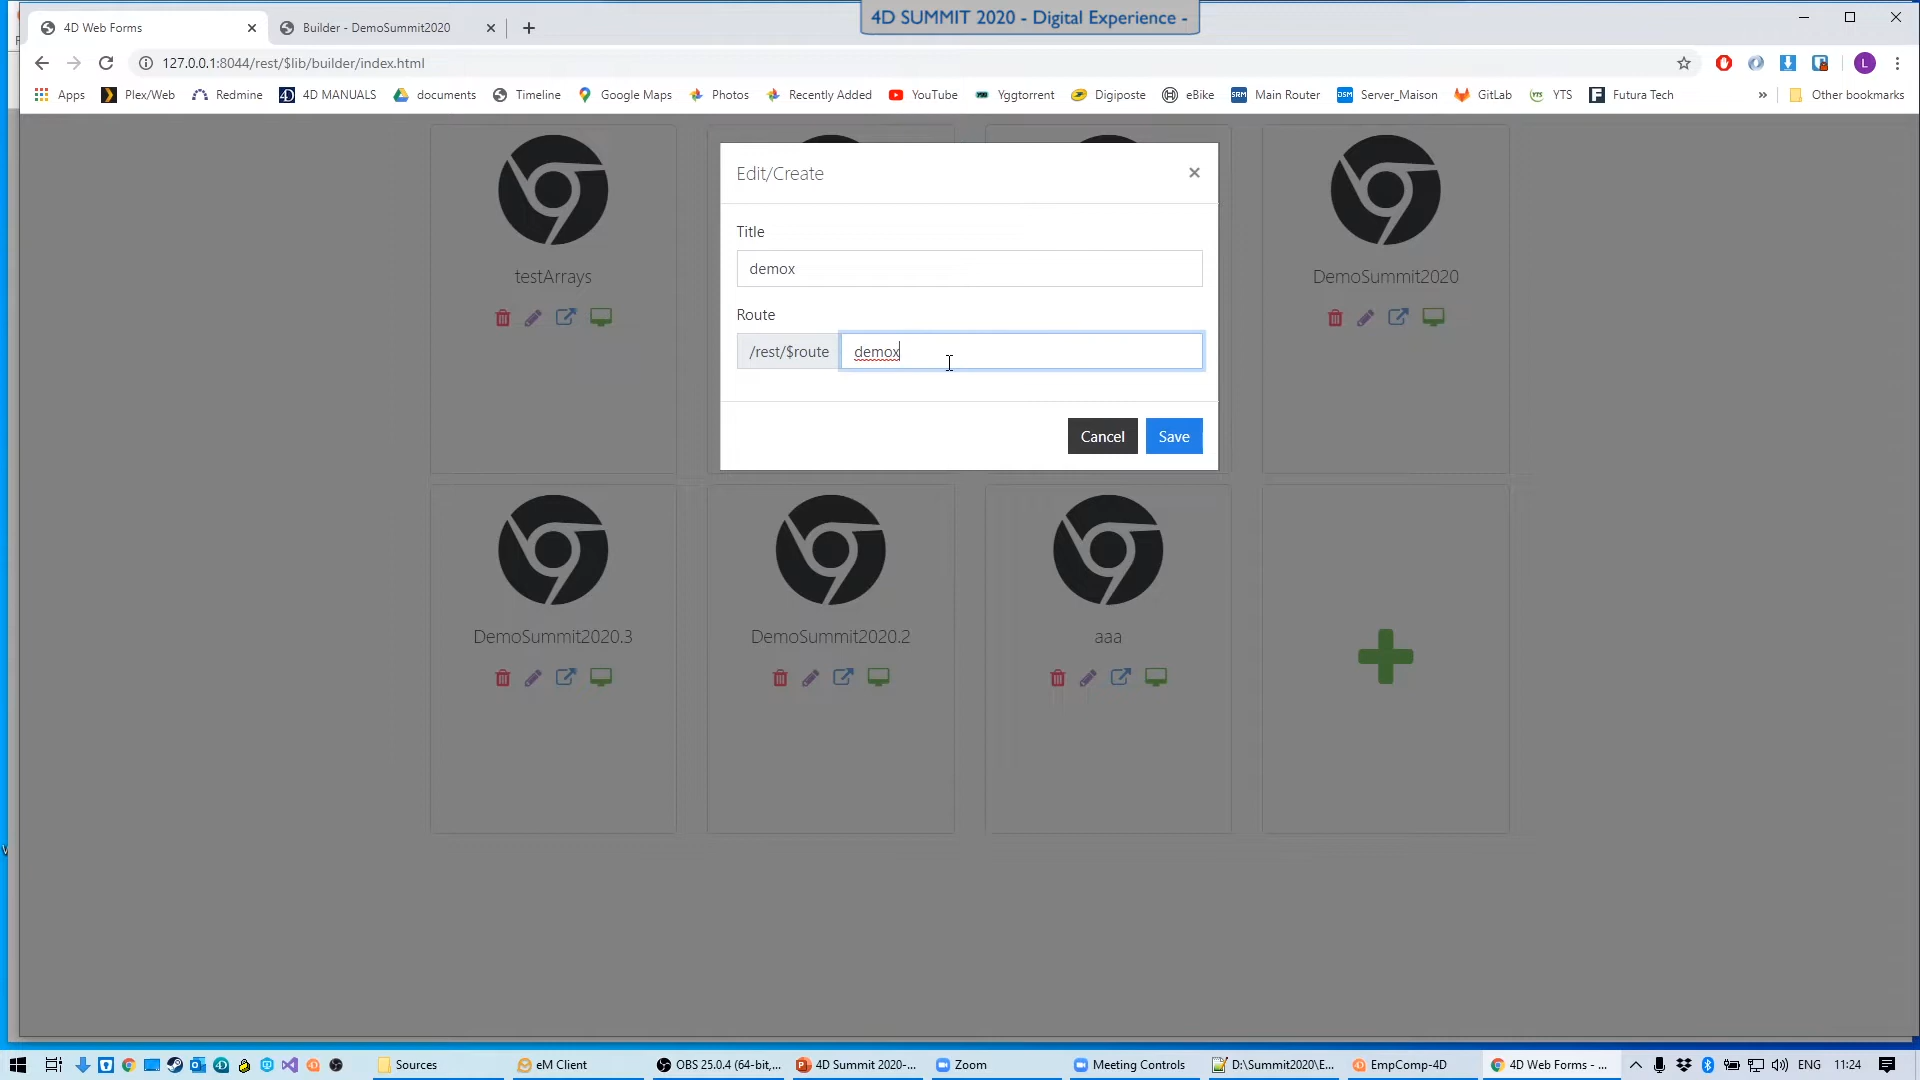 4D SUMMIT 2020 - Digital Experience -
4D Web Forms
Builder - DemoSummit2020
127.0.0.1:8044/rest/$lib/builder/index.html
L
Apps
Plex/Web
Redmine
4D MANUALS
documents
Timeline
Google Maps
Photos
Recently Added
YouTube
Yggtorrent
Digiposte
eBike
Main Router
Server_Maison
GitLab
YTS
Futura Tech
»
Other bookmarks
Edit/Create
Title
demox
Route
/rest/$route
demox
Cancel
Save
testArrays
DemoSummit2020
DemoSummit2020.3
DemoSummit2020.2
aaa
Sources
eM Client
OBS 25.0.4 (64-bit,...
4D Summit 2020-...
Zoom
Meeting Controls
D:\Summit2020\E...
EmpComp-4D
4D Web Forms - ...
ENG
11:24